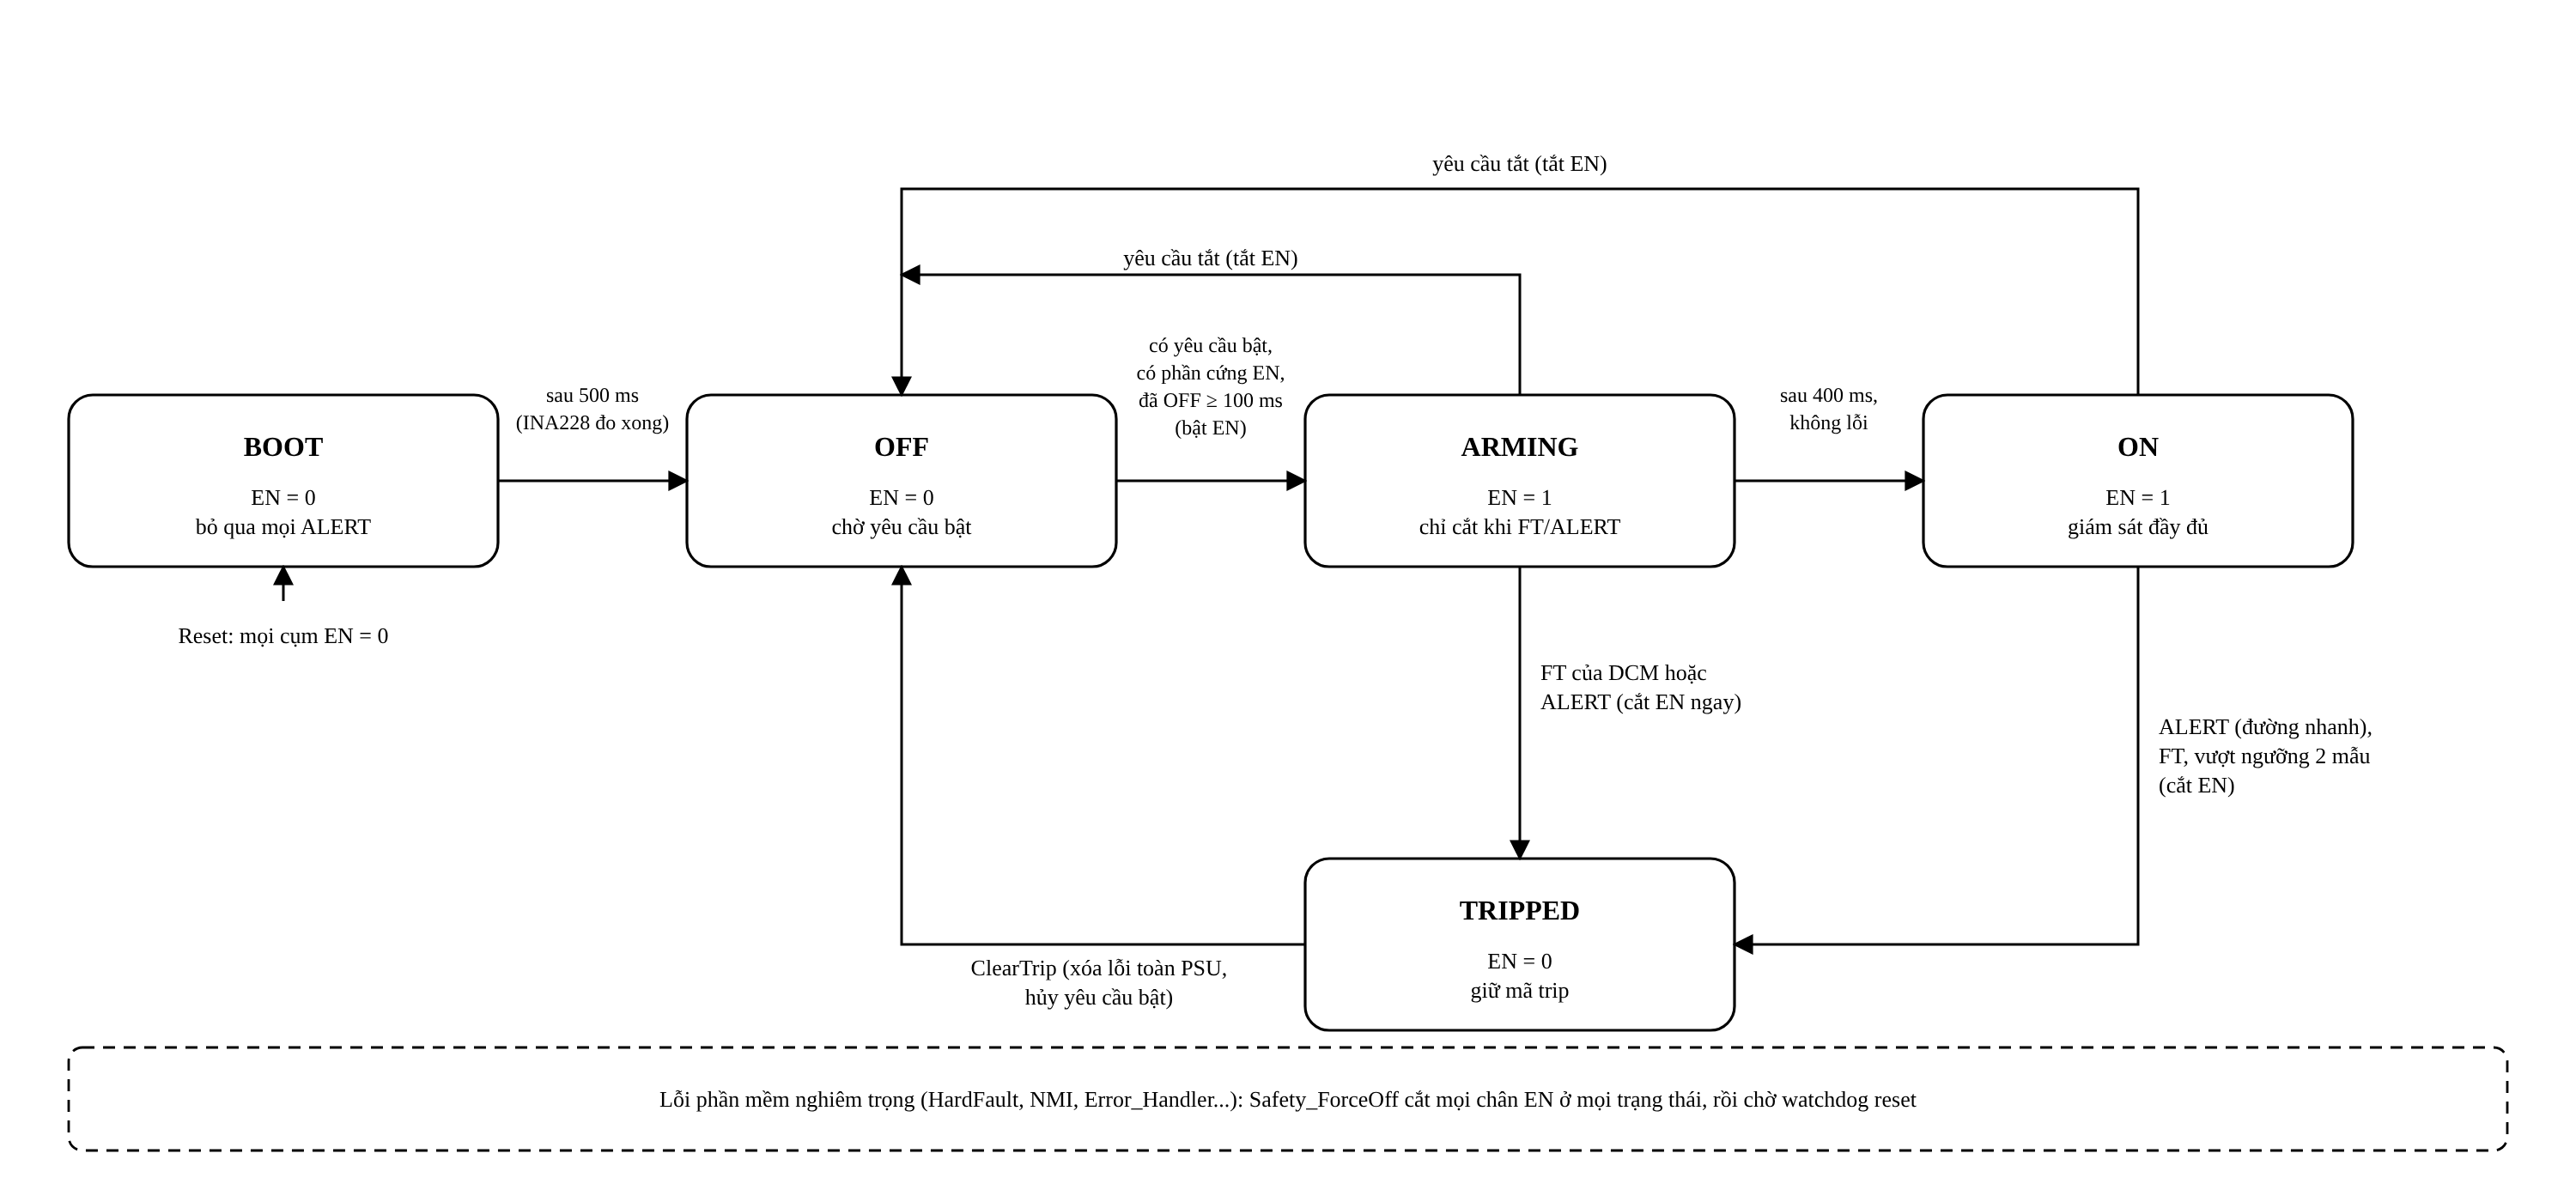 yêu cầu tắt (tắt EN)
yêu cầu tắt (tắt EN)
có yêu cầu bật,
có phần cứng EN,
đã OFF ≥ 100 ms
(bật EN)
sau 500 ms
(INA228 đo xong)
sau 400 ms,
không lỗi
BOOT
EN = 0
bỏ qua mọi ALERT
OFF
EN = 0
chờ yêu cầu bật
ARMING
EN = 1
chỉ cắt khi FT/ALERT
ON
EN = 1
giám sát đầy đủ
Reset: mọi cụm EN = 0
FT của DCM hoặc
ALERT (cắt EN ngay)
ALERT (đường nhanh),
FT, vượt ngưỡng 2 mẫu
(cắt EN)
TRIPPED
EN = 0
giữ mã trip
ClearTrip (xóa lỗi toàn PSU,
hủy yêu cầu bật)
Lỗi phần mềm nghiêm trọng (HardFault, NMI, Error_Handler...): Safety_ForceOff cắt mọi chân EN ở mọi trạng thái, rồi chờ watchdog reset